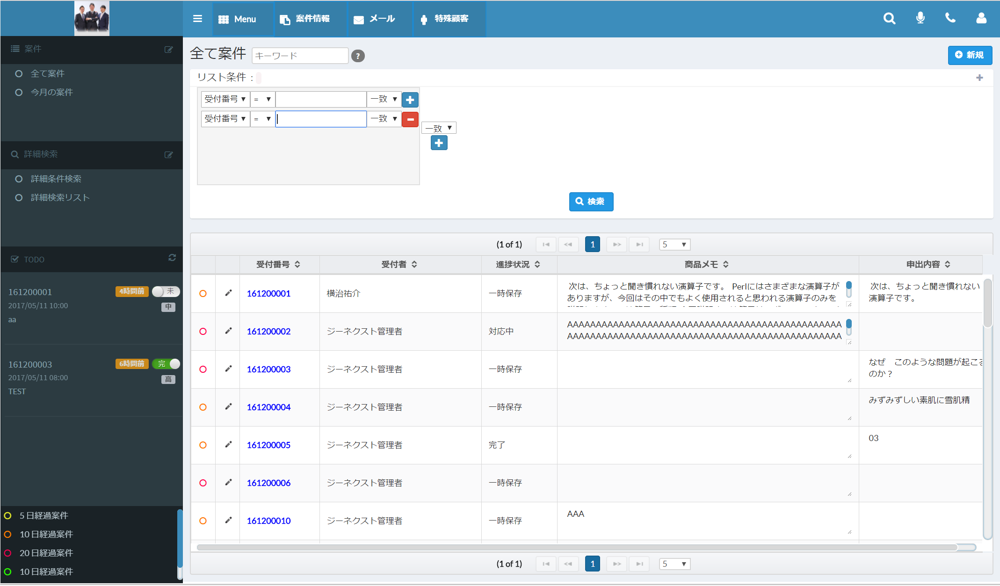 Menu
案件情報
メール
特殊顧客
案件
全て案件
今月の案件
詳細検索
詳細条件検索
詳細検索リスト
TODO
161200001 4時間前 未
2017/05/11 10:00 中
aa
161200003 6時間前 完
2017/05/11 08:00 高
TEST
5 日経過案件
10 日経過案件
20 日経過案件
10 日経過案件
全て案件 キーワード ?
新規
リスト条件 :
受付番号 = 一致
受付番号 = 一致
一致
検索
(1 of 1) 1 5
受付番号 受付者 進捗状況 商品メモ 申出内容
161200001 横治祐介 一時保存
次は、ちょっと聞き慣れない演算子です。 Perlにはさまざまな演算子が
ありますが、今回はその中でもよく使用されると思われる演算子のみを
次は、ちょっと聞き慣れない
演算子です。
161200002 ジーネクスト管理者 対応中
AAAAAAAAAAAAAAAAAAAAAAAAAAAAAAAAAAAAAAAAAAAAAAAA
AAAAAAAAAAAAAAAAAAAAAAAAAAAAAAAAAAAAAAAAAAAAAAAA
161200003 ジーネクスト管理者 一時保存
なぜ このような問題が起こる
のか？
161200004 ジーネクスト管理者 一時保存 みずみずしい素肌に雪肌精
161200005 ジーネクスト管理者 完了 03
161200006 ジーネクスト管理者 一時保存
161200010 ジーネクスト管理者 一時保存 AAA
(1 of 1) 1 5